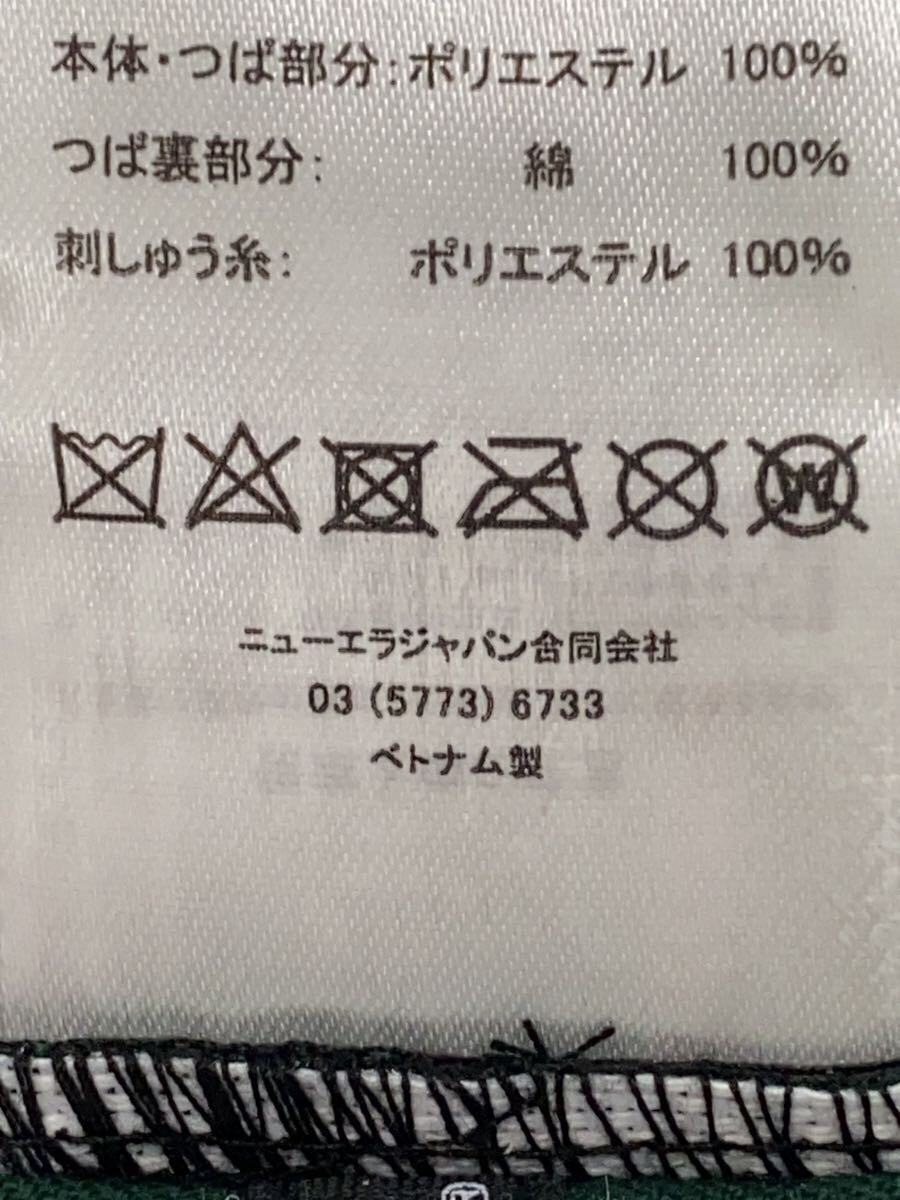 本体・つば部分:ポリエステル 100%
つば裏部分: 綿 100%
刺しゅう糸: ポリエステル 100%
W
ニューエラジャパン合同会社
03 (5773) 6733
ベトナム製